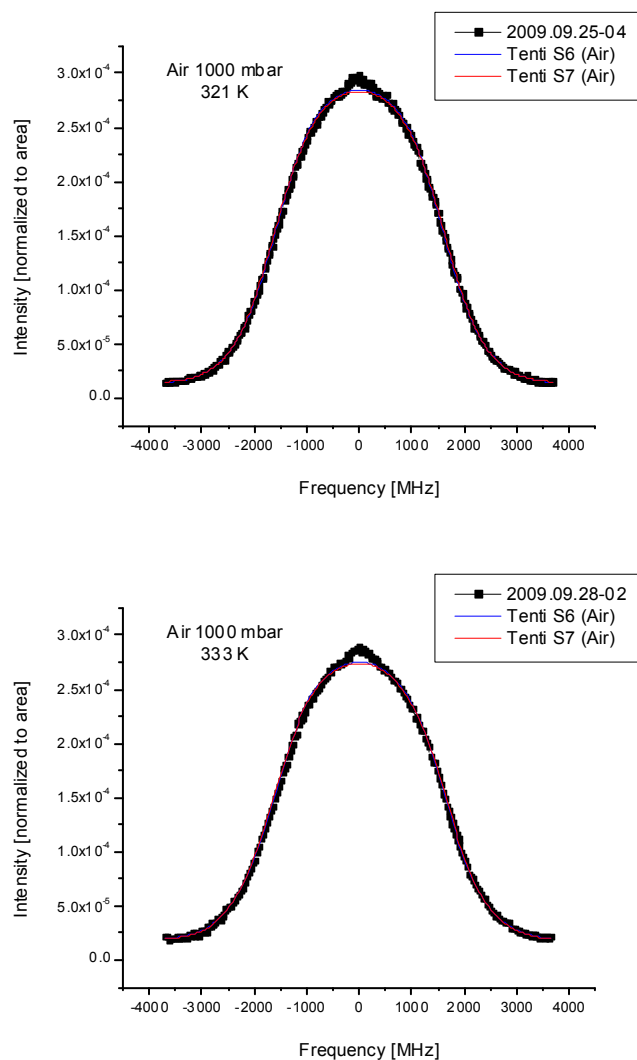 2009.09.25-04
Tenti S6 (Air)
Tenti S7 (Air)
Air 1000 mbar
321 K
3.0x10-4
2.5x10-4
2.0x10-4
1.5x10-4
1.0x10-4
5.0x10-5
0.0
Intensity [normalized to area]
-4000 -3000 -2000 -1000 0 1000 2000 3000 4000
Frequency [MHz]
2009.09.28-02
Tenti S6 (Air)
Tenti S7 (Air)
Air 1000 mbar
333 K
3.0x10-4
2.5x10-4
2.0x10-4
1.5x10-4
1.0x10-4
5.0x10-5
0.0
Intensity [normalized to area]
-4000 -3000 -2000 -1000 0 1000 2000 3000 4000
Frequency [MHz]